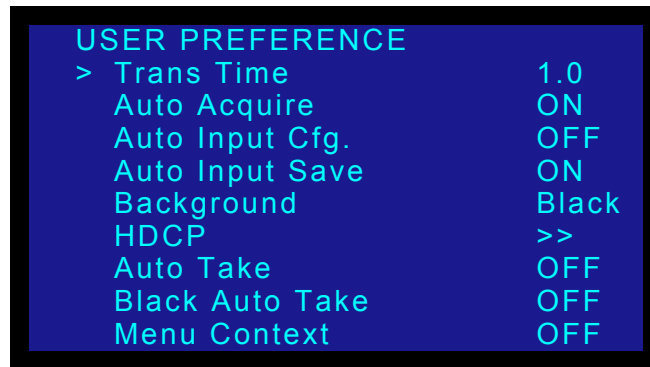 USER PREFERENCE
> Trans Time 1.0
Auto Acquire ON
Auto Input Cfg. OFF
Auto Input Save ON
Background Black
HDCP >>
Auto Take OFF
Black Auto Take OFF
Menu Context OFF